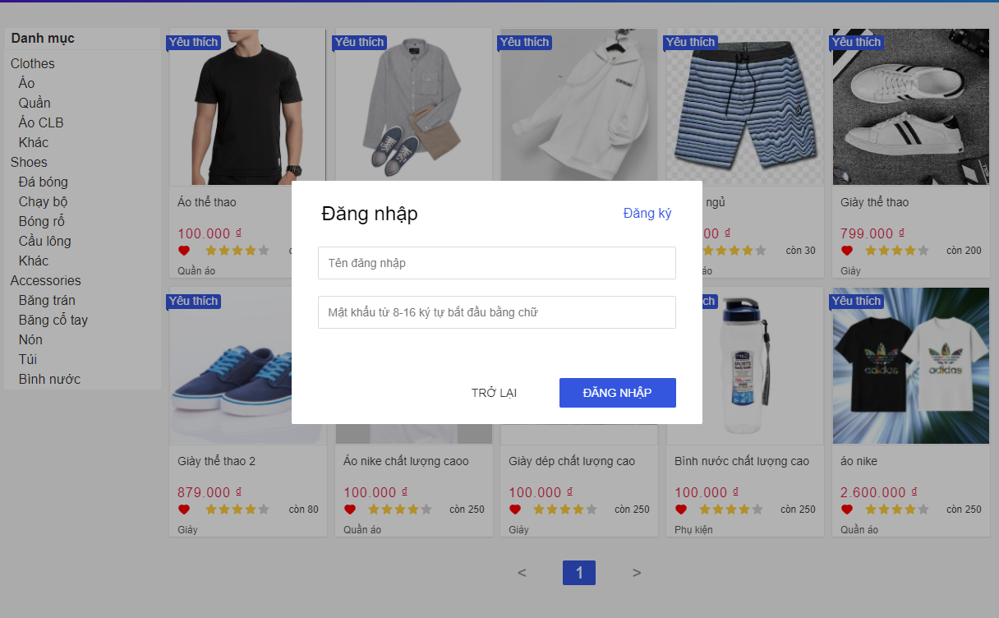 Danh mục
Clothes
Áo
Quần
Áo CLB
Khác
Shoes
Đá bóng
Chạy bộ
Bóng rổ
Cầu lông
Khác
Accessories
Băng trán
Băng cổ tay
Nón
Túi
Bình nước
Yêu thích
Yêu thích
Yêu thích
Yêu thích
Yêu thích
Áo thể thao
100.000 ₫
Quần áo
ngủ
00 ₫
còn 30
áo
Giày thể thao
799.000 ₫
còn 200
Giày
Đăng nhập
Đăng ký
Tên đăng nhập
Mật khẩu từ 8-16 ký tự bắt đầu bằng chữ
TRỞ LẠI
ĐĂNG NHẬP
Yêu thích
ch
Yêu thích
SPORTS
adidas
adidas
Giày thể thao 2
879.000 ₫
còn 80
Giày
Áo nike chất lượng caoo
100.000 ₫
còn 250
Quần áo
Giày dép chất lượng cao
100.000 ₫
còn 250
Giày
Bình nước chất lượng cao
100.000 ₫
còn 250
Phụ kiện
áo nike
2.600.000 ₫
còn 250
Quần áo
< 1 >